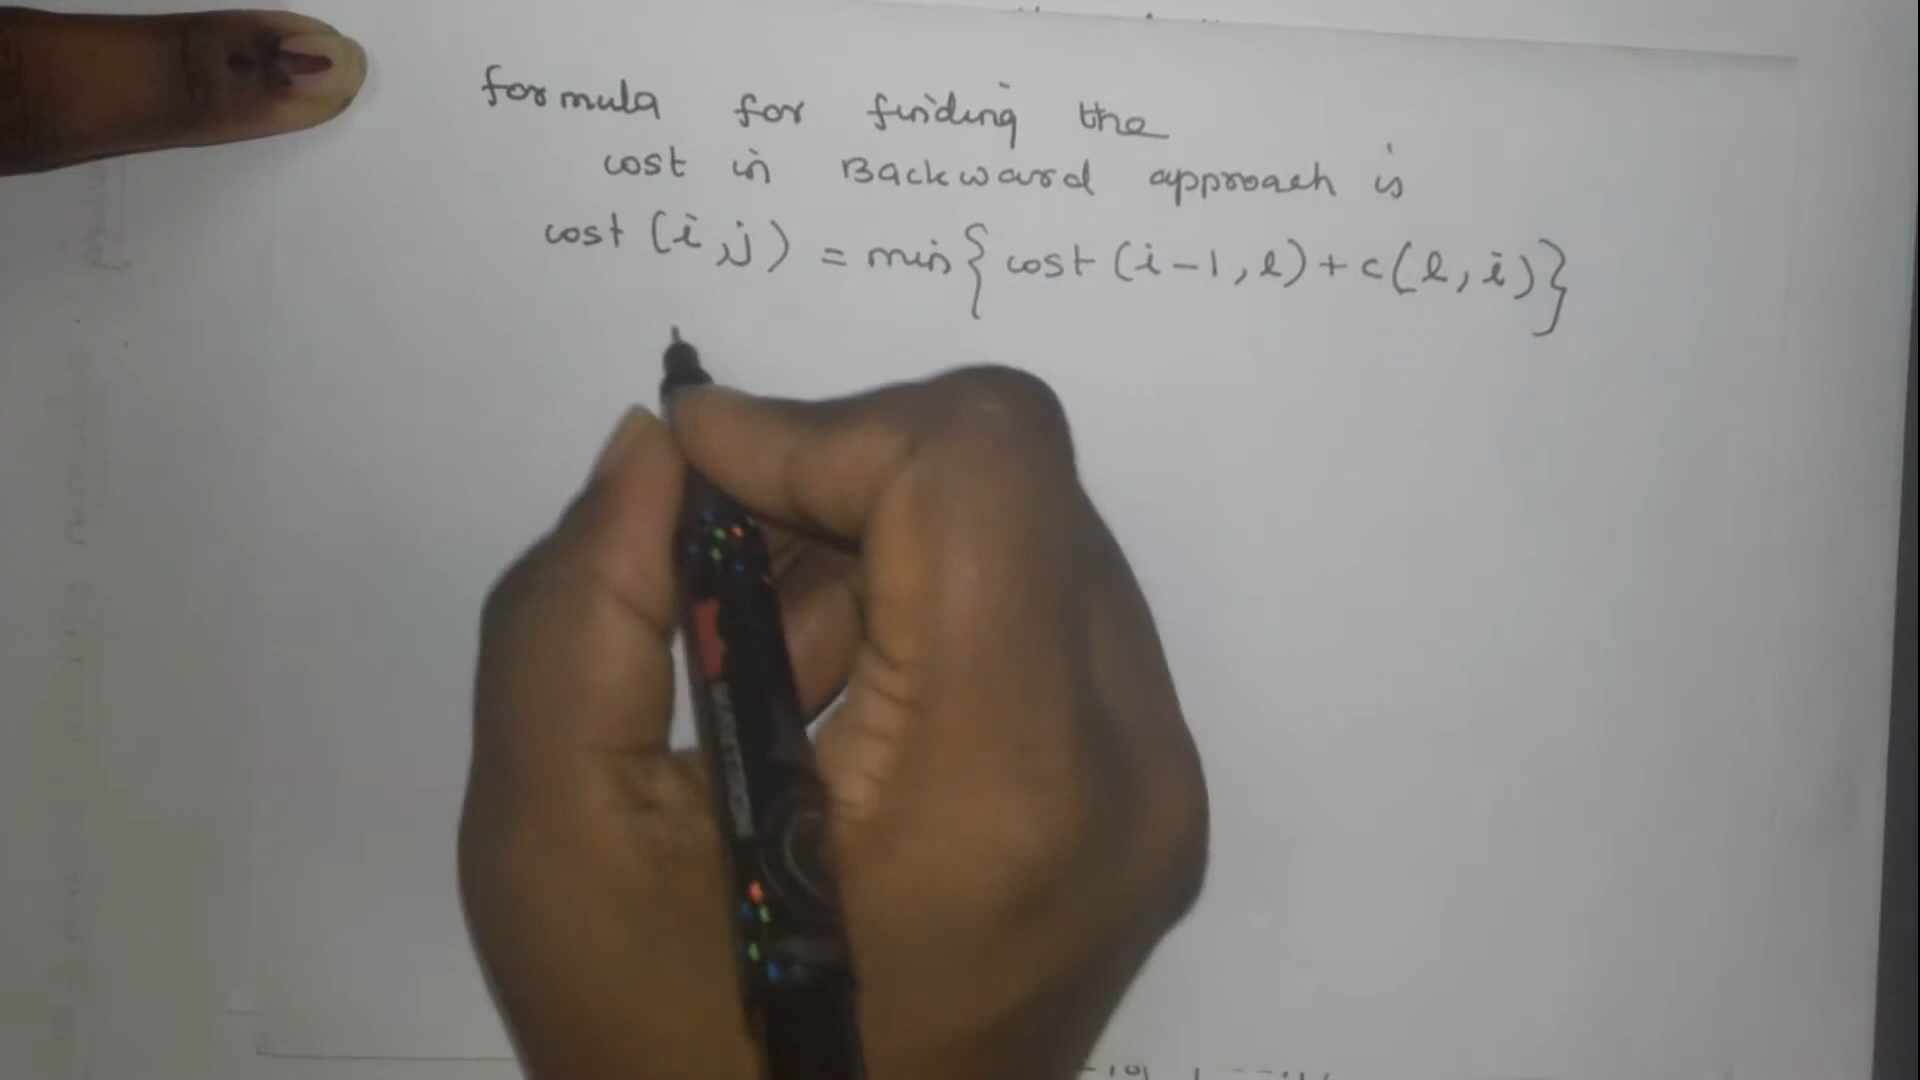 formula for finding the
cost in Backward approach is
cost (i,j) = min{ cost (i-1, l) + c(l, i)}